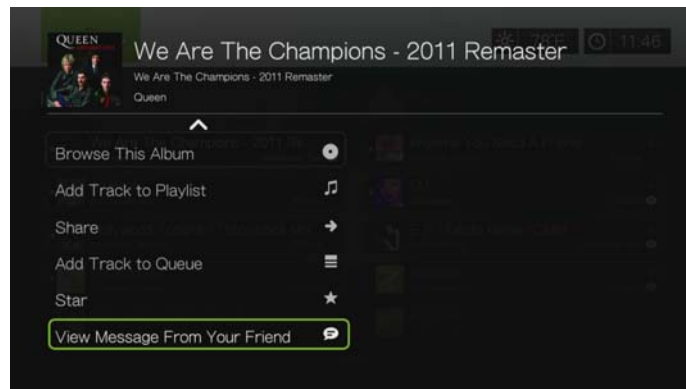 QUEEN
We Are The Champions - 2011 Remaster
11:46
We Are The Champions - 2011 Remaster
Queen
Browse This Album
Add Track to Playlist
Share
Add Track to Queue
Star
View Message From Your Friend